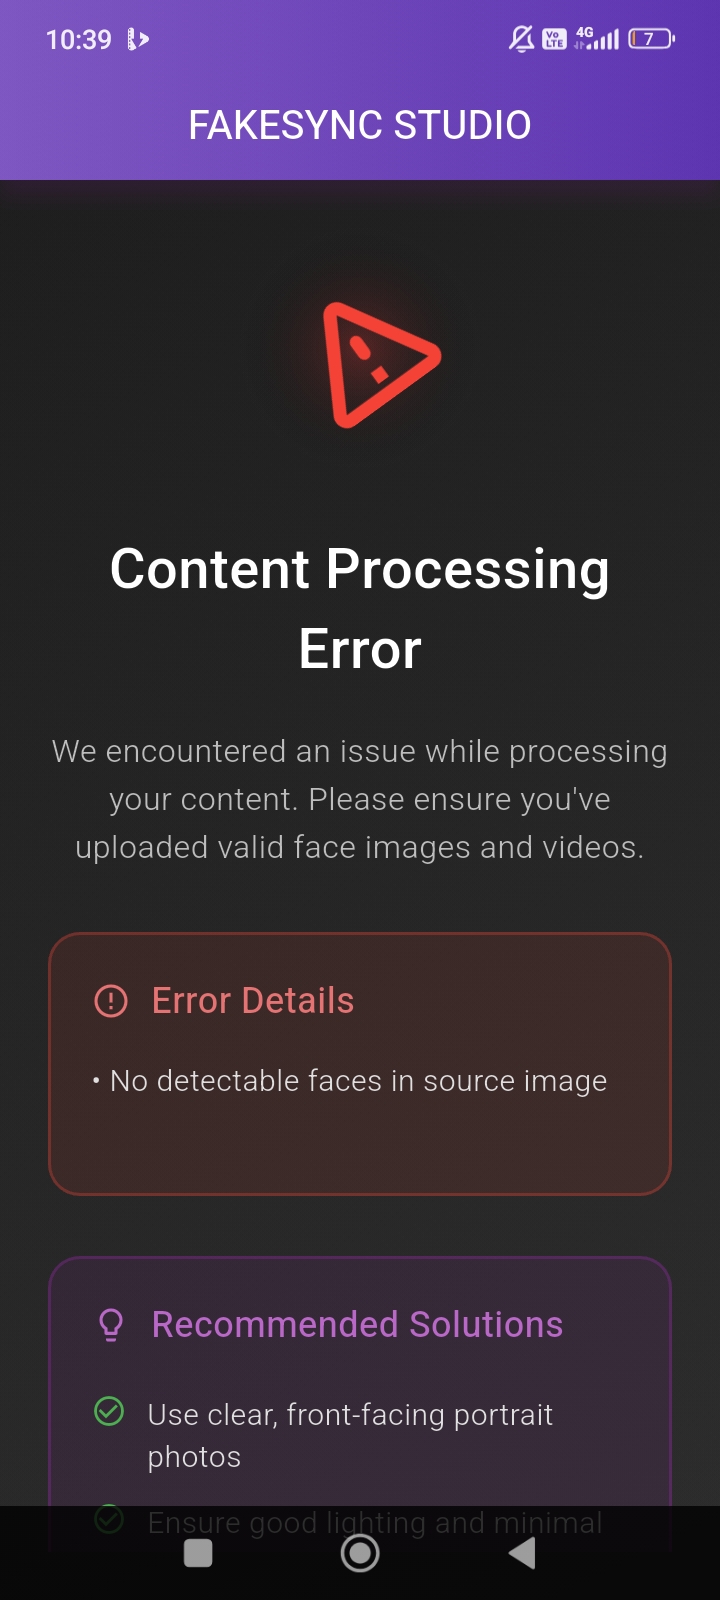 10:39
Vo
LTE
4G
7
FAKESYNC STUDIO
Content Processing
Error
We encountered an issue while processing
your content. Please ensure you've
uploaded valid face images and videos.
Error Details
• No detectable faces in source image
Recommended Solutions
Use clear, front-facing portrait
photos
Ensure good lighting and minimal